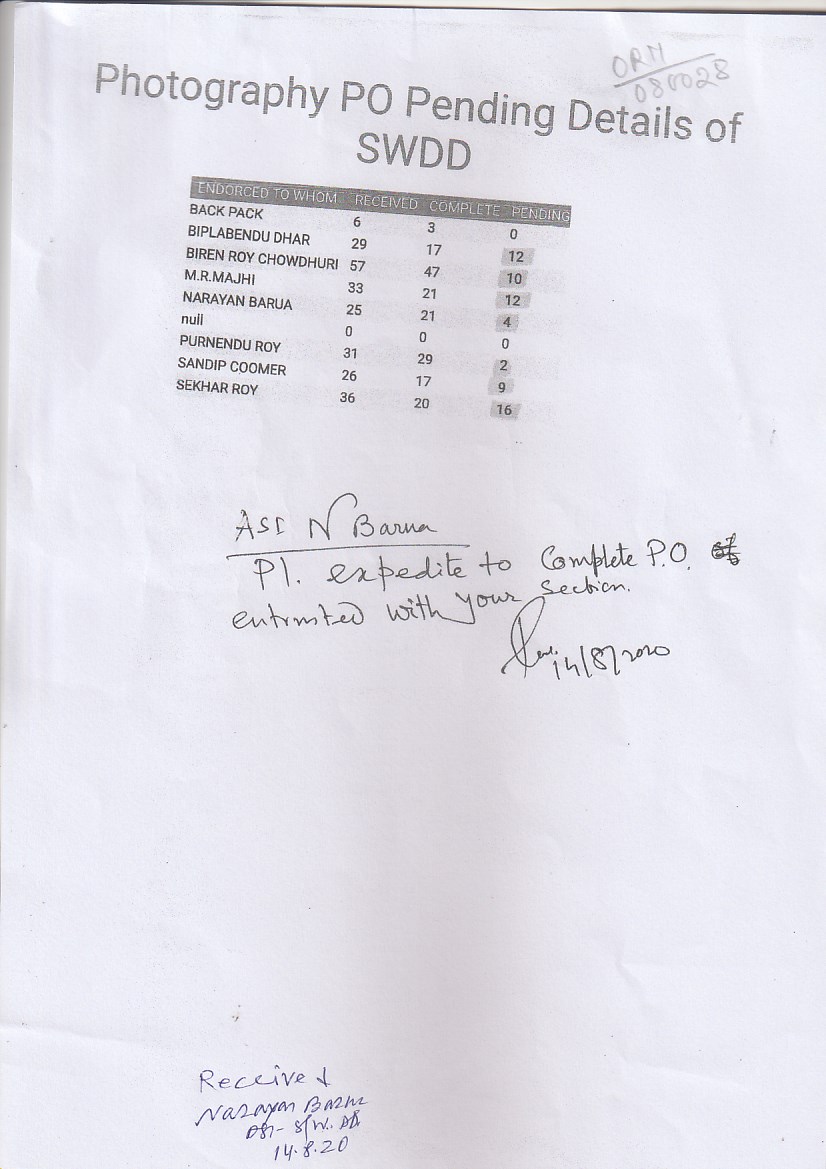 ORN
080028
Photography PO Pending Details of
SWDD
ENDORCED TO WHOM RECEIVED COMPLETE PENDING
BACK PACK 6 3 0
BIPLABENDU DHAR 29 17 12
BIREN ROY CHOWDHURI 57 47 10
M.R.MAJHI 33 21 12
NARAYAN BARUA 25 21 4
null 0 0 0
PURNENDU ROY 31 29 2
SANDIP COOMER 26 17 9
SEKHAR ROY 36 20 16
ASI N Barua
Pl. expedite to Complete P.O.
entrusted with your section.
14/8/2020
Received
Narayan Barua
14.8.20